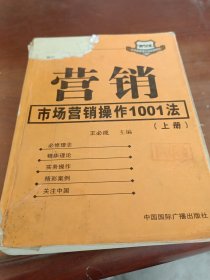 营销
市场营销操作1001法
（上册）
王必成 主编
必修理念
精启理论
实务操作
精彩案例
关注中国
中国国际广播出版社